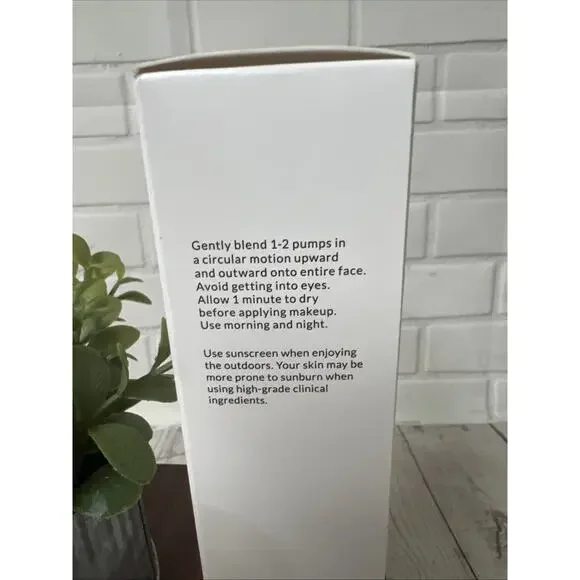 Gently blend 1-2 pumps in
a circular motion upward
and outward onto entire face.
Avoid getting into eyes.
Allow 1 minute to dry
before applying makeup.
Use morning and night.
Use sunscreen when enjoying
the outdoors. Your skin may be
more prone to sunburn when
using high-grade clinical
ingredients.